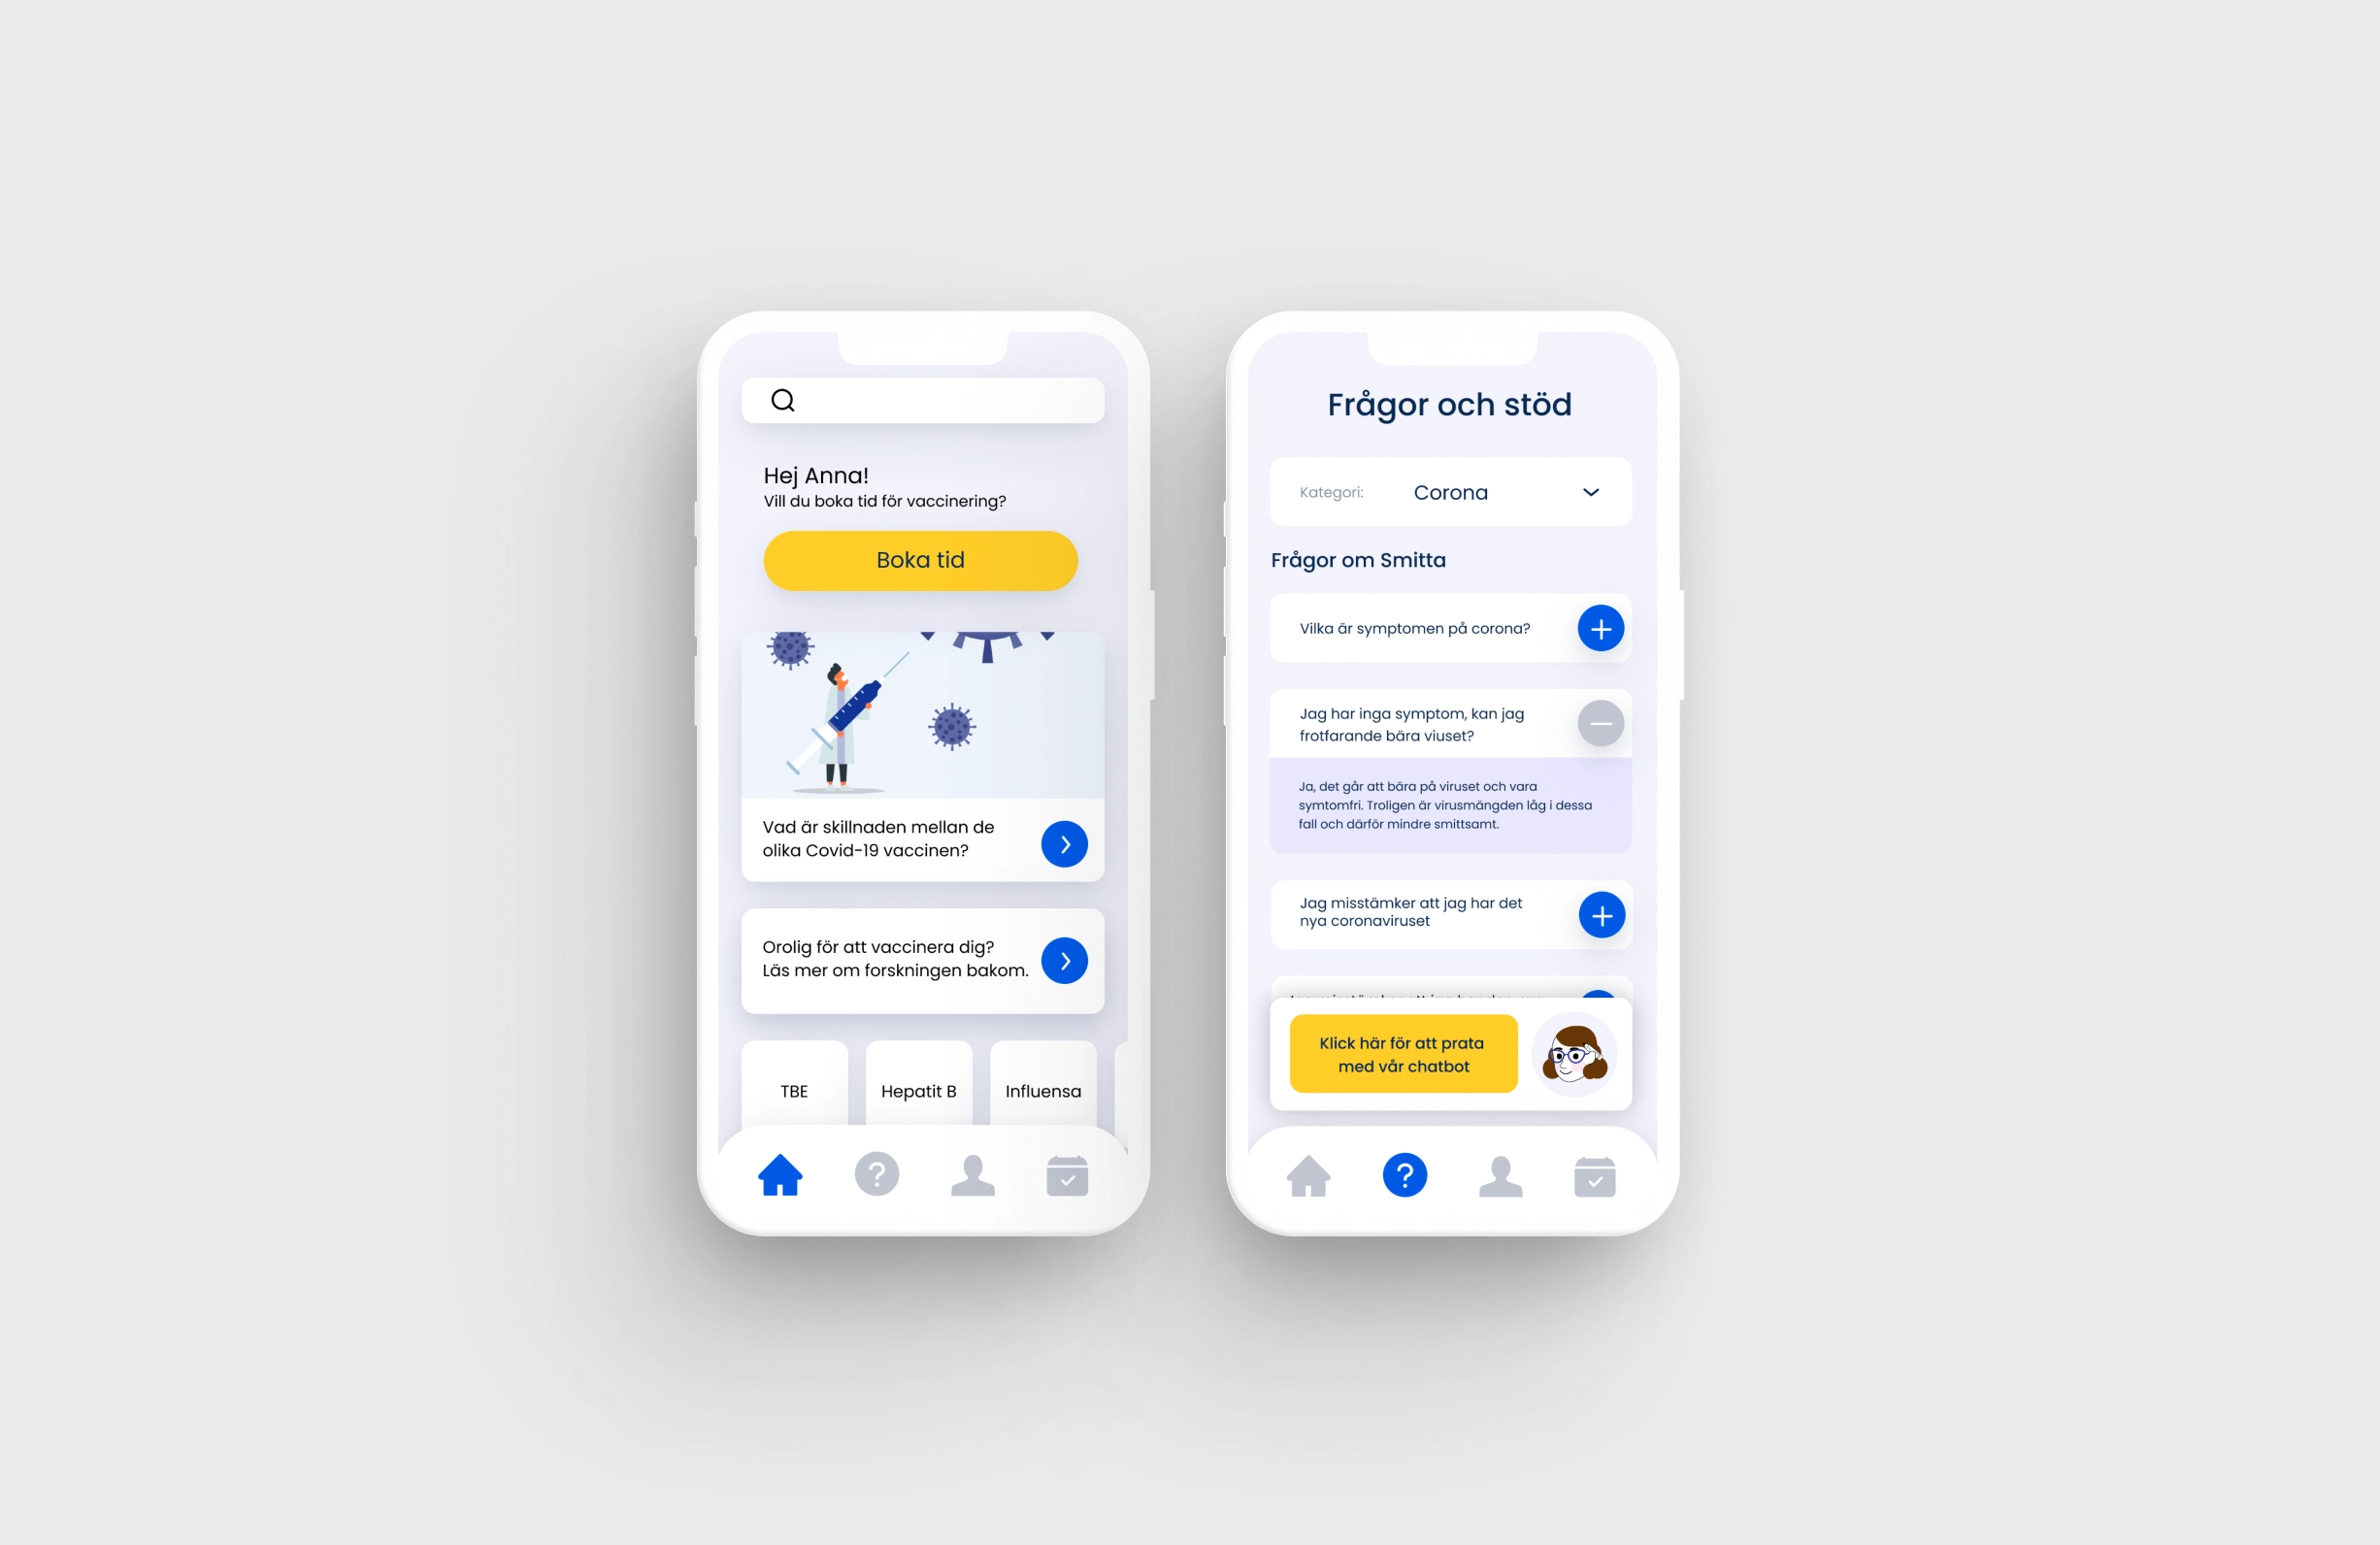 Hej Anna!
Vill du boka tid för vaccinering?
Boka tid
Vad är skillnaden mellan de
olika Covid-19 vaccinen?
Orolig för att vaccinera dig?
Läs mer om forskningen bakom.
TBE
Hepatit B
Influensa
Frågor och stöd
Kategori:
Corona
Frågor om Smitta
Vilka är symptomen på corona?
Jag har inga symptom, kan jag
frotfarande bära viuset?
Ja, det går att bära på viruset och vara
symtomfri. Troligen är virusmängden låg i dessa
fall och därför mindre smittsamt.
Jag misstämker att jag har det
nya coronaviruset
Klick här för att prata
med vår chatbot